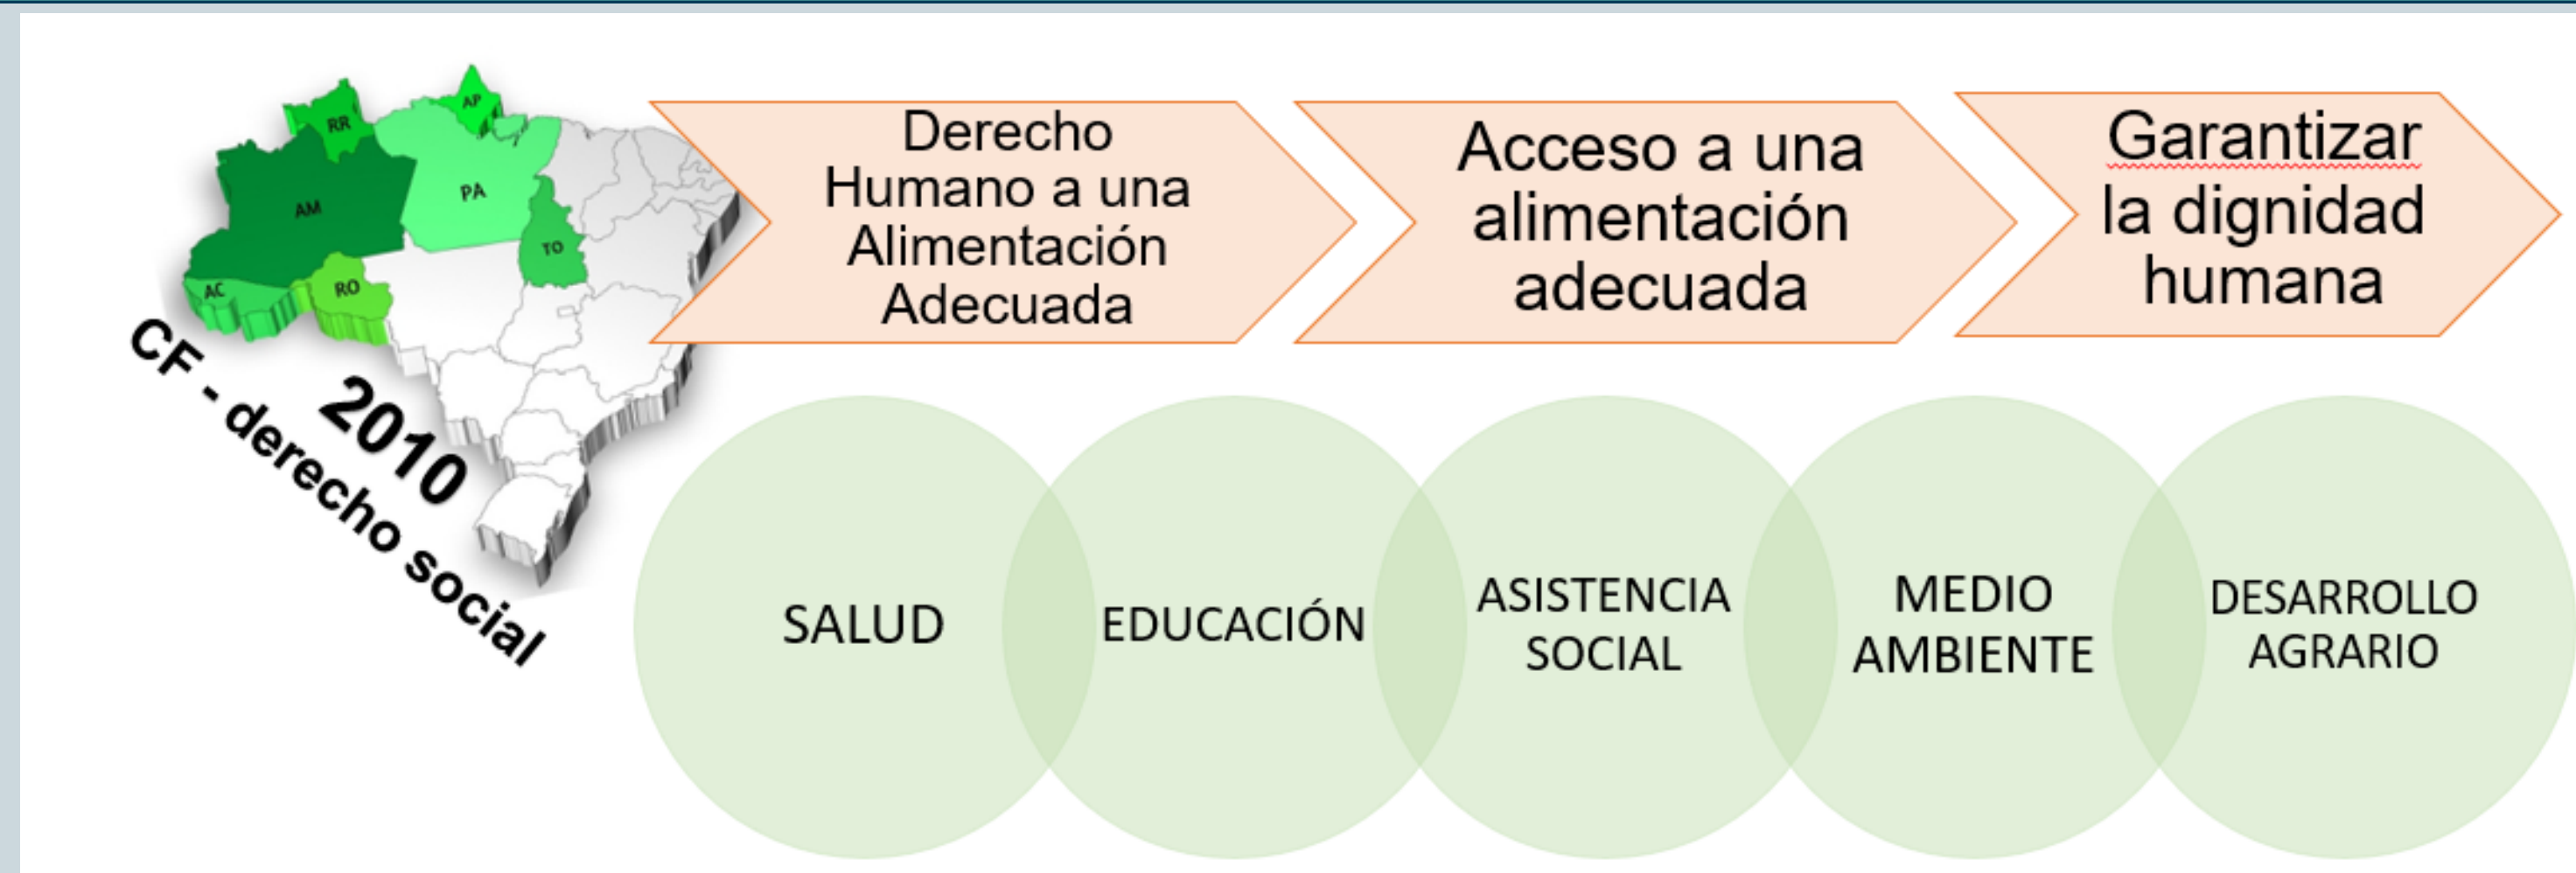 RR
AP
AM
PA
TO
AC
RO
CF - derecho social
2010
Derecho
Humano a una
Alimentación
Adecuada
Acceso a una
alimentación
adecuada
Garantizar
la dignidad
humana
SALUD
EDUCACIÓN
ASISTENCIA
SOCIAL
MEDIO
AMBIENTE
DESARROLLO
AGRARIO